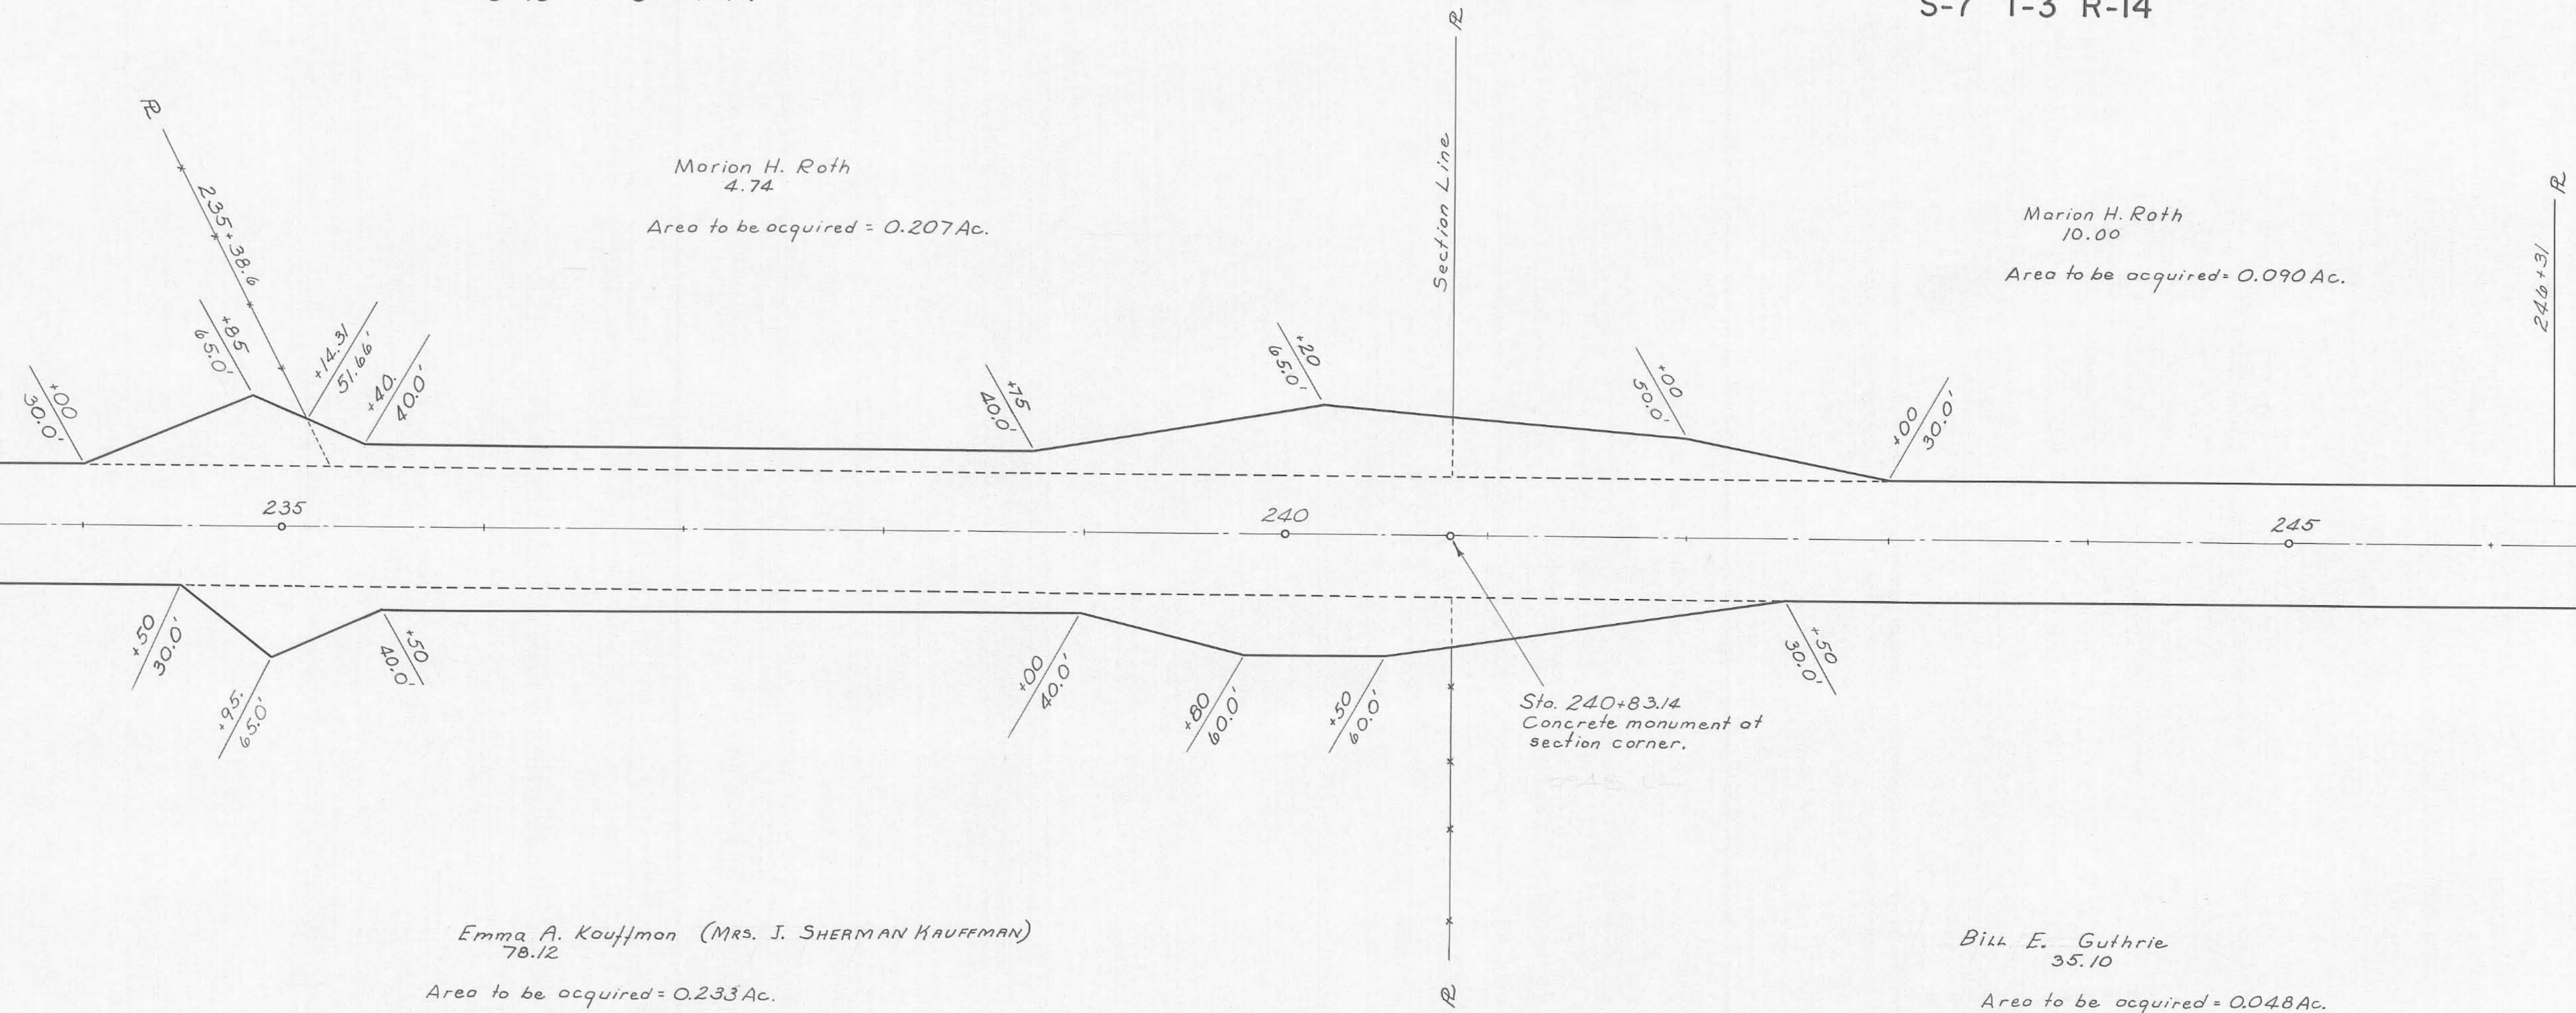 S-7 T-3 R-14
PL
PL
235+38.6
Marion H. Roth
4.74
Area to be acquired = 0.207 Ac.
Section Line
Marion H. Roth
10.00
Area to be acquired = 0.090 Ac.
PL
246+31
+00
30.0'
+85
65.0'
+14.31
51.66'
+40.
40.0'
+75
40.0'
+20
65.0'
+00
50.0'
+00
30.0'
235
240
245
+50
30.0'
+95.
65.0'
+50
40.0'
+00
40.0'
+80
60.0'
+50
60.0'
+50
30.0'
Sta. 240+83.14
Concrete monument at
section corner.
Emma A. Kauffman (MRS. J. SHERMAN KAUFFMAN)
78.12
Area to be acquired = 0.233 Ac.
PL
Bill E. Guthrie
35.10
Area to be acquired = 0.048 Ac.